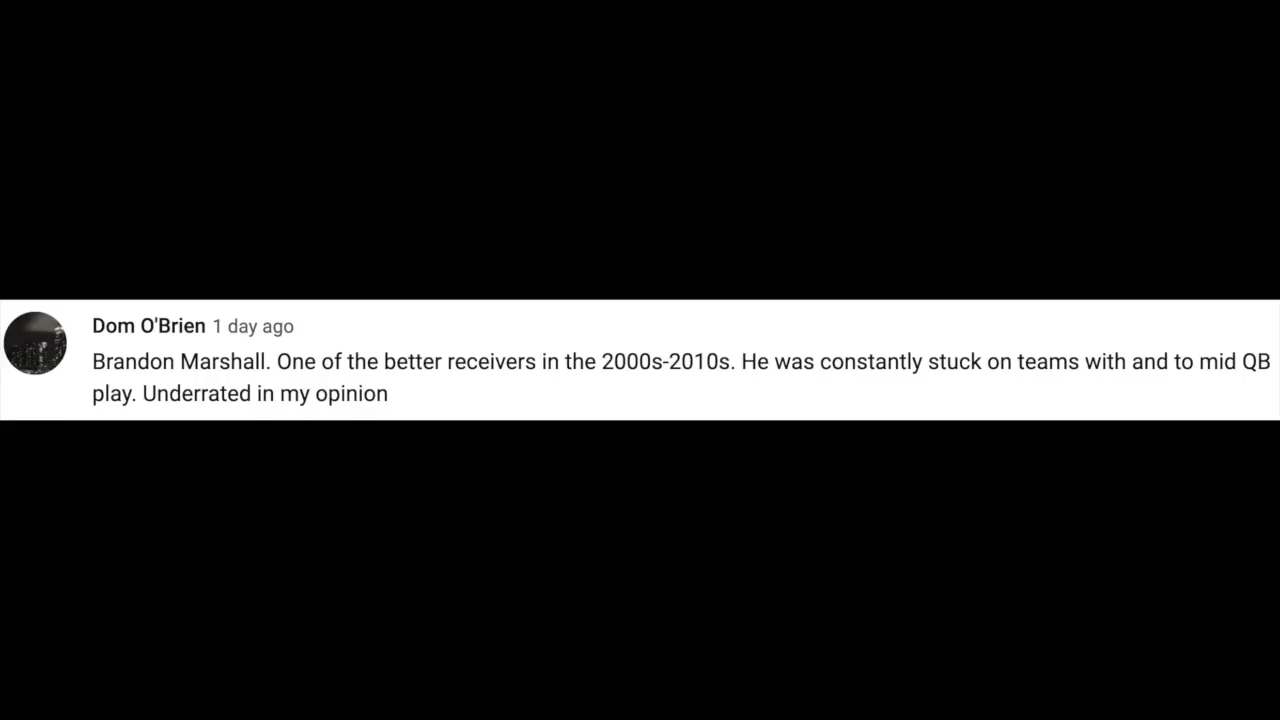 Dom O'Brien 1 day ago
Brandon Marshall. One of the better receivers in the 2000s-2010s. He was constantly stuck on teams with and to mid QB
play. Underrated in my opinion